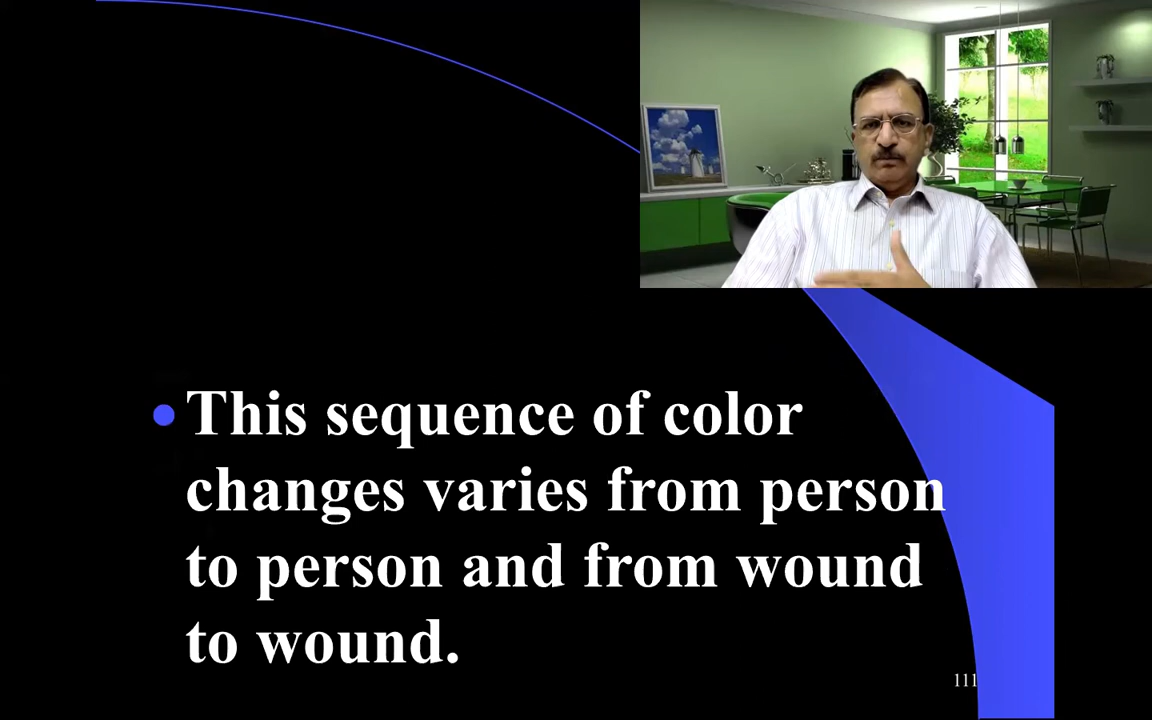 This sequence of color
changes varies from person
to person and from wound
to wound.
111